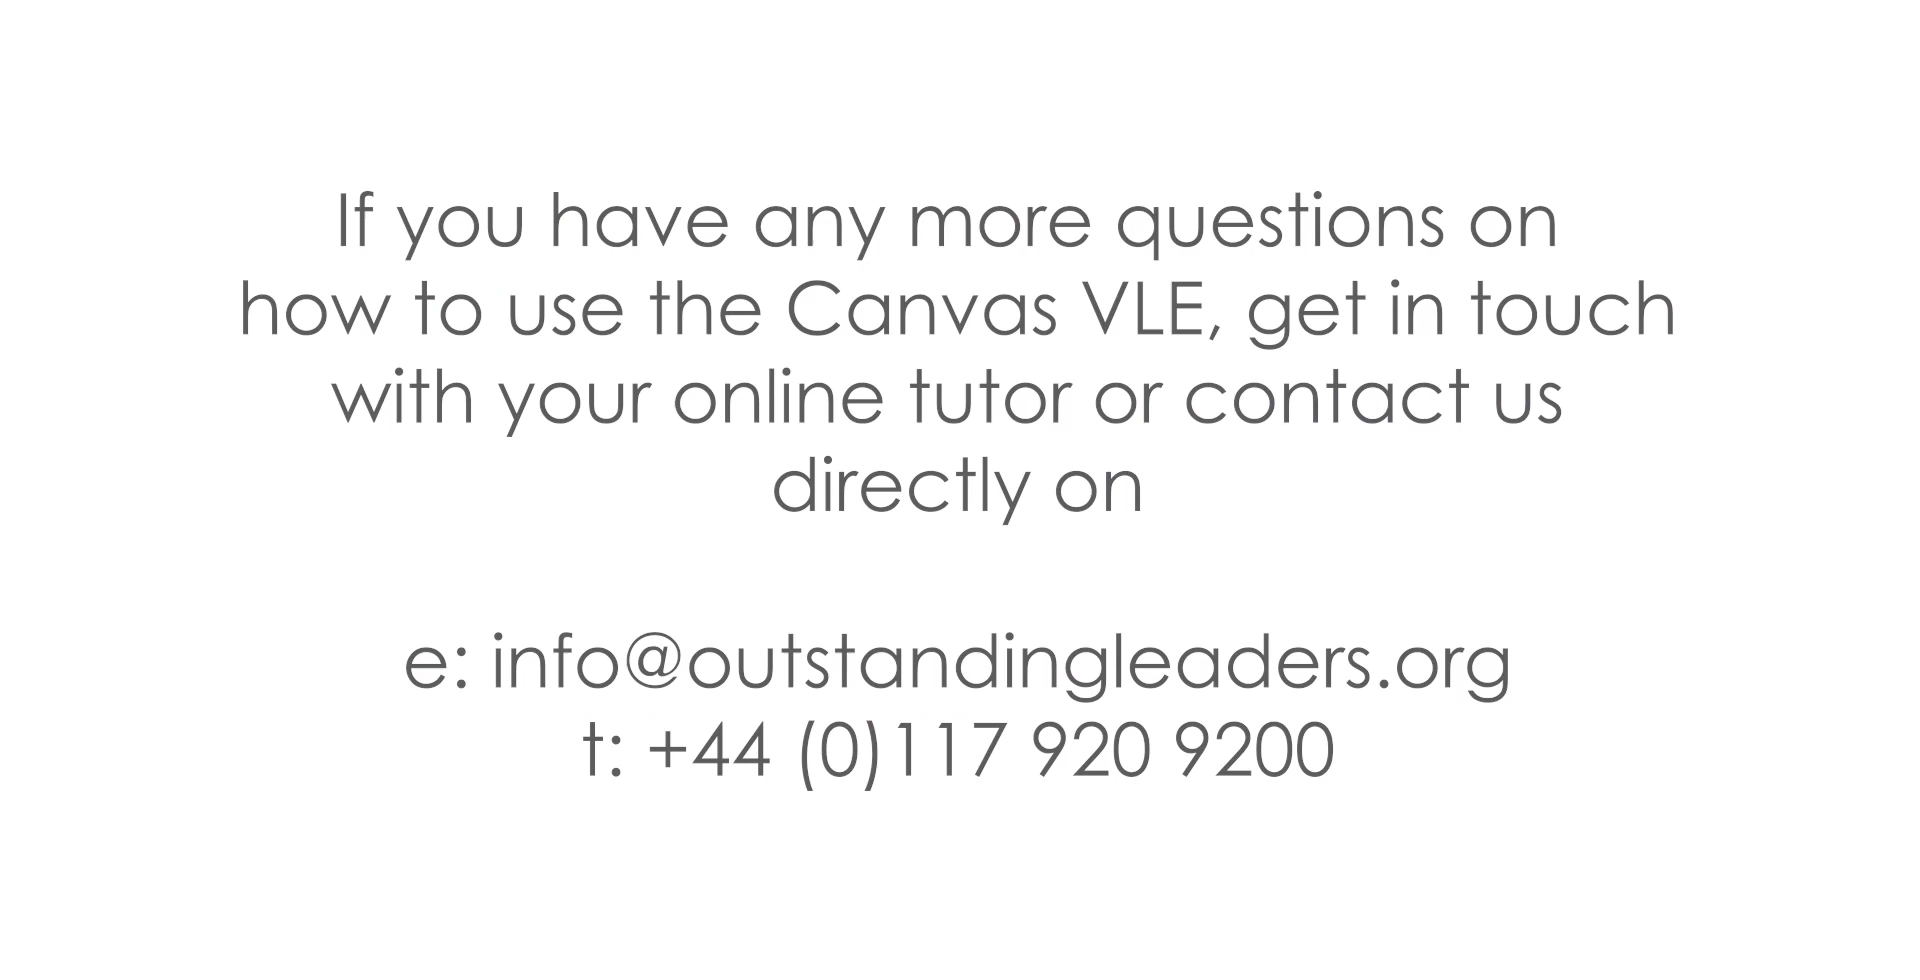 If you have any more questions on
how to use the Canvas VLE, get in touch
with your online tutor or contact us
directly on
e: info@outstandingleaders.org
t: +44 (0)117 920 9200